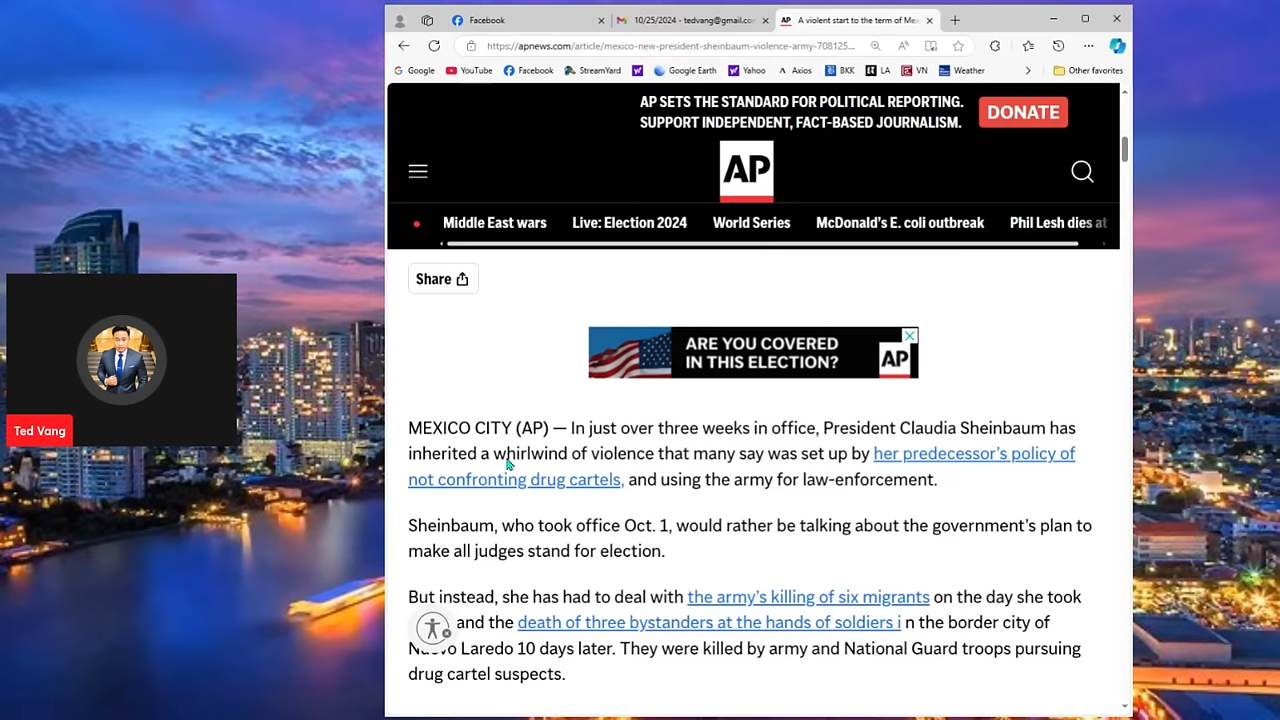 Facebook
10/25/2024 - tedvang@gmail.co
AP A violent start to the term of Me
https://apnews.com/article/mexico-new-president-sheinbaum-violence-army-708125...
Google YouTube Facebook StreamYard Google Earth Yahoo Axios BKK LA VN Weather Other favorites
AP SETS THE STANDARD FOR POLITICAL REPORTING.
SUPPORT INDEPENDENT, FACT-BASED JOURNALISM.
DONATE
AP
Middle East wars Live: Election 2024 World Series McDonald's E. coli outbreak Phil Lesh dies at
Share
ARE YOU COVERED
IN THIS ELECTION?
AP
Ted Vang
MEXICO CITY (AP) — In just over three weeks in office, President Claudia Sheinbaum has
inherited a whirlwind of violence that many say was set up by her predecessor's policy of
not confronting drug cartels, and using the army for law-enforcement.
Sheinbaum, who took office Oct. 1, would rather be talking about the government's plan to
make all judges stand for election.
But instead, she has had to deal with the army's killing of six migrants on the day she took
and the death of three bystanders at the hands of soldiers i n the border city of
Nuevo Laredo 10 days later. They were killed by army and National Guard troops pursuing
drug cartel suspects.